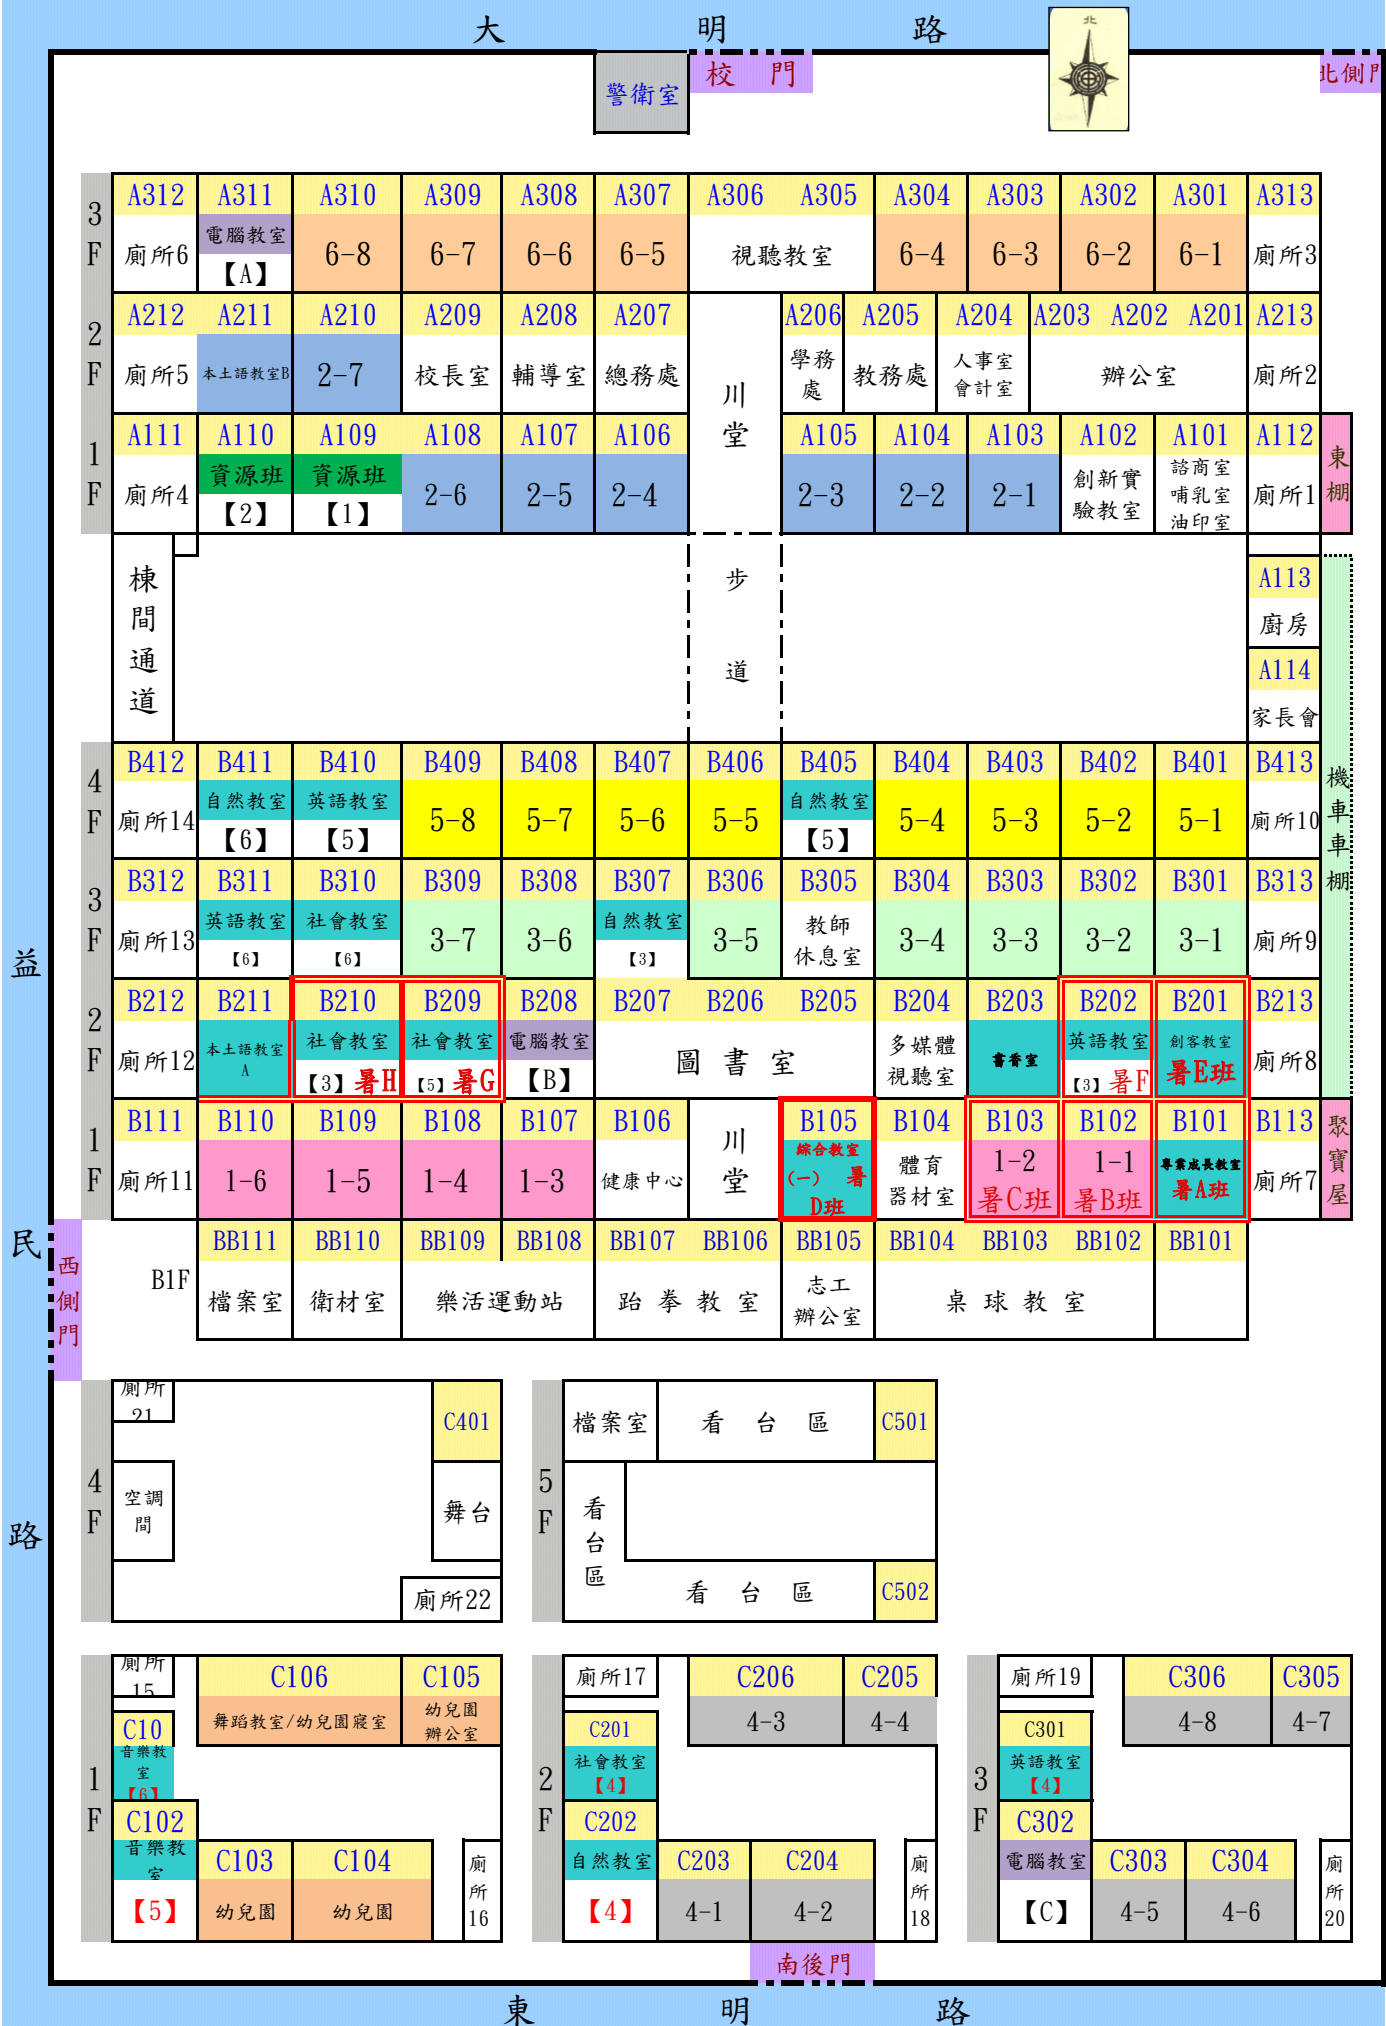 大 明 路
北
警衛室
校 門
北側門
3F
A312 A311 A310 A309 A308 A307 A306 A305 A304 A303 A302 A301 A313
廁所6 電腦教室 6-8 6-7 6-6 6-5 視聽教室 6-4 6-3 6-2 6-1 廁所3
【A】
2F
A212 A211 A210 A209 A208 A207 A206 A205 A204 A203 A202 A201 A213
廁所5 本土語教室B 2-7 校長室 輔導室 總務處 川堂 學務處 教務處 人事室 會計室 辦公室 廁所2
1F
A111 A110 A109 A108 A107 A106 A105 A104 A103 A102 A101 A112
廁所4 資源班 資源班 2-6 2-5 2-4 2-3 2-2 2-1 創新實驗教室 諮商室 哺乳室 油印室 廁所1
【2】 【1】
東棚
棟間通道
步道
A113
廚房
A114
家長會
機車車棚
4F
B412 B411 B410 B409 B408 B407 B406 B405 B404 B403 B402 B401 B413
廁所14 自然教室 英語教室 5-8 5-7 5-6 5-5 自然教室 5-4 5-3 5-2 5-1 廁所10
【6】 【5】 【5】
3F
B312 B311 B310 B309 B308 B307 B306 B305 B304 B303 B302 B301 B313
廁所13 英語教室 社會教室 3-7 3-6 自然教室 3-5 教師休息室 3-4 3-3 3-2 3-1 廁所9
【6】 【6】 【3】
2F
B212 B211 B210 B209 B208 B207 B206 B205 B204 B203 B202 B201 B213
廁所12 本土語教室A 社會教室 社會教室 電腦教室 圖書室 多媒體視聽室 書香室 英語教室 創客教室 廁所8
【3】暑H 【5】暑G 【B】 【3】暑F 暑E班
1F
B111 B110 B109 B108 B107 B106 川堂 B105 B104 B103 B102 B101 B113
廁所11 1-6 1-5 1-4 1-3 健康中心 綜合教室(一) 暑D班 體育器材室 1-2 1-1 專業成長教室 廁所7
暑C班 暑B班 暑A班
聚寶屋
益 民 路
西側門
B1F
BB111 BB110 BB109 BB108 BB107 BB106 BB105 BB104 BB103 BB102 BB101
檔案室 衛材室 樂活運動站 跆拳教室 志工辦公室 桌球教室
4F
廁所21
C401
空調間
舞台
廁所22
5F
檔案室 看台區 C501
看台區
看台區 C502
1F
廁所15
C106 C105
舞蹈教室/幼兒園寢室 幼兒園辦公室
C10
音樂教室
【6】
C102
音樂教室
【5】
C103 C104
幼兒園 幼兒園
廁所16
2F
廁所17
C206 C205
4-3 4-4
C201
社會教室
【4】
C202
自然教室
【4】
C203 C204
4-1 4-2
廁所18
3F
廁所19
C306 C305
4-8 4-7
C301
英語教室
【4】
C302
電腦教室
【C】
C303 C304
4-5 4-6
廁所20
南後門
東 明 路